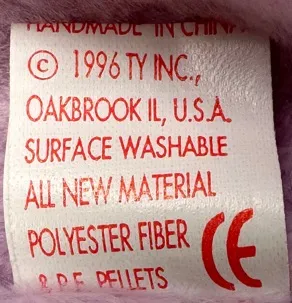 HANDMADE IN CHINA
© 1996 TY INC.,
OAKBROOK IL, U.S.A.
SURFACE WASHABLE
ALL NEW MATERIAL
POLYESTER FIBER
& P.E. PELLETS CE